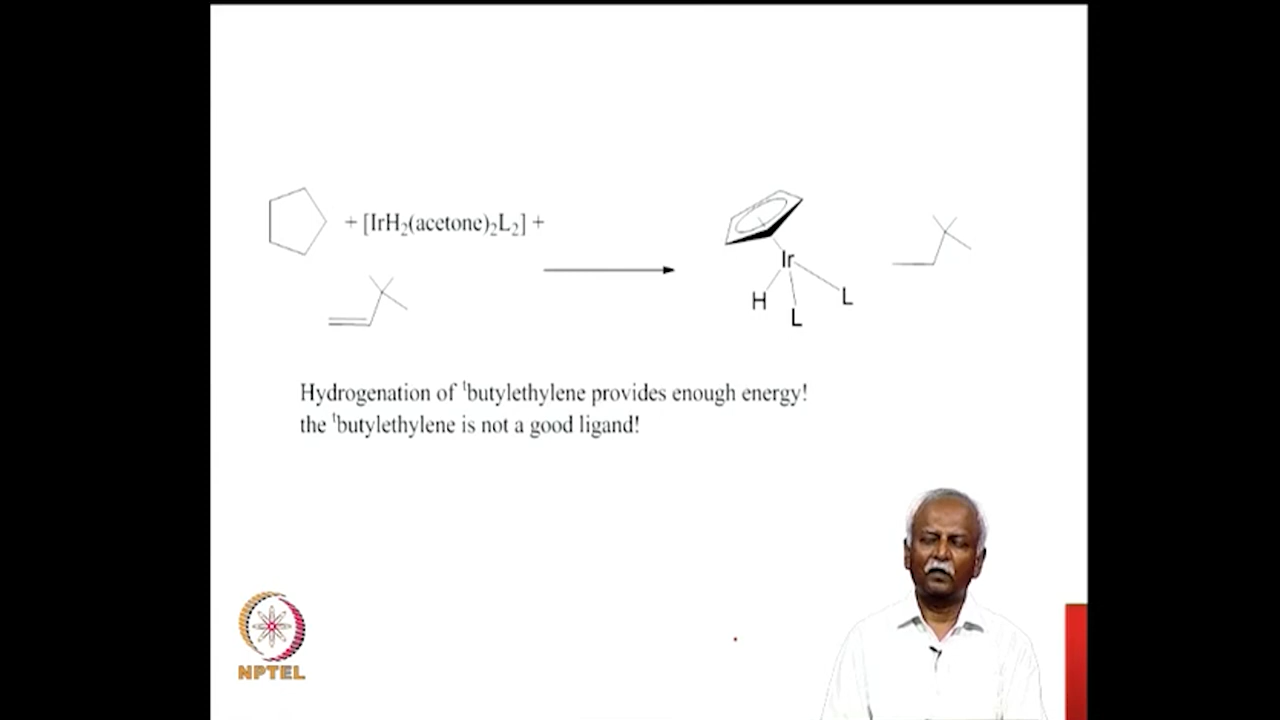 + [IrH₂(acetone)₂L₂] +
Ir
H
L
L
Hydrogenation of ᵗbutylethylene provides enough energy!
the ᵗbutylethylene is not a good ligand!
NPTEL